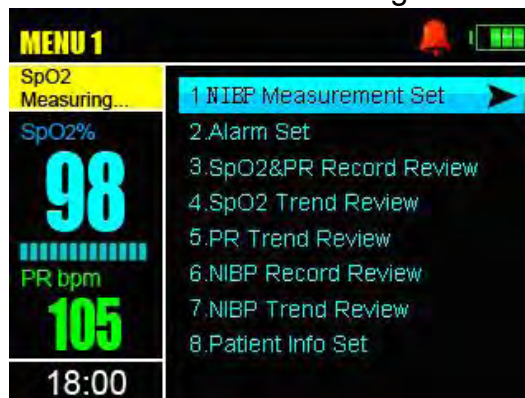 MENU 1
SpO2
Measuring...
SpO2%
98
PR bpm
105
18:00
1 NIBP Measurement Set
2.Alarm Set
3.SpO2&PR Record Review
4.SpO2 Trend Review
5.PR Trend Review
6.NIBP Record Review
7.NIBP Trend Review
8.Patient Info Set